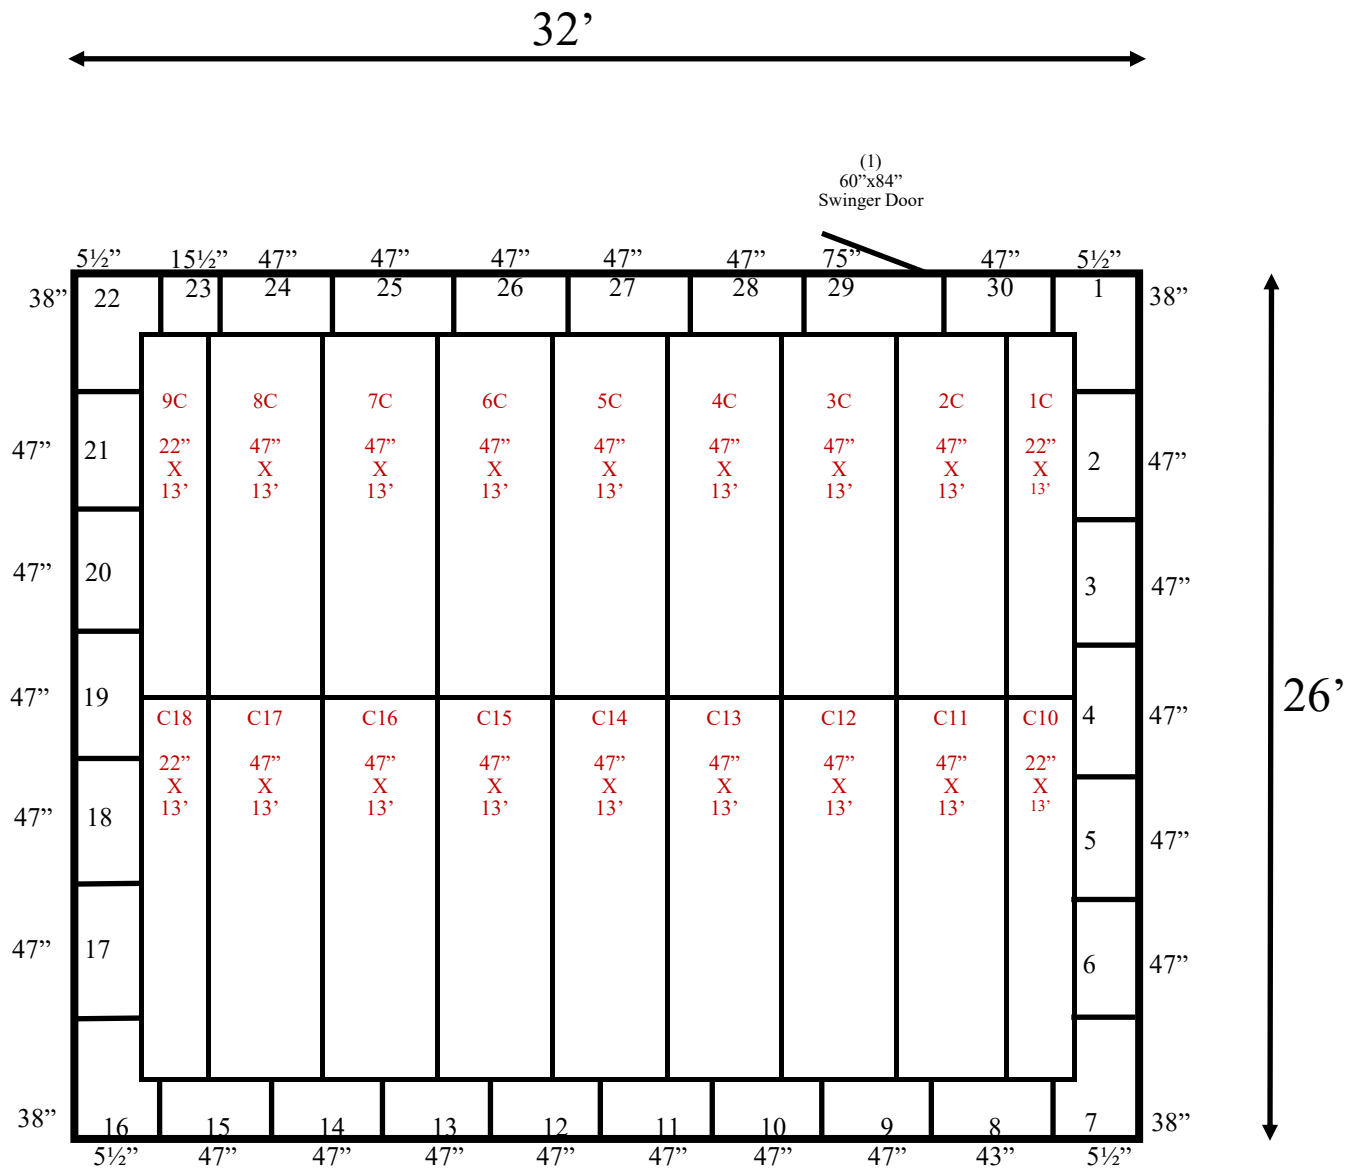 32’
(1)
60”x84”
Swinger Door
5½” 15½” 47” 47” 47” 47” 47” 75” 47” 5½”
38” 22 23 24 25 26 27 28 29 30 1 38”
9C 8C 7C 6C 5C 4C 3C 2C 1C
47” 21 22” 47” 47” 47” 47” 47” 47” 47” 22” 2 47”
X X X X X X X X X
13’ 13’ 13’ 13’ 13’ 13’ 13’ 13’ 13’
47” 20 3 47”
47” 19 C18 C17 C16 C15 C14 C13 C12 C11 C10 4 47” 26’
22” 47” 47” 47” 47” 47” 47” 47” 22”
X X X X X X X X X
13’ 13’ 13’ 13’ 13’ 13’ 13’ 13’ 13’
47” 18 5 47”
47” 17 6 47”
38” 16 15 14 13 12 11 10 9 8 7 38”
5½” 47” 47” 47” 47” 47” 47” 47” 43” 5½”